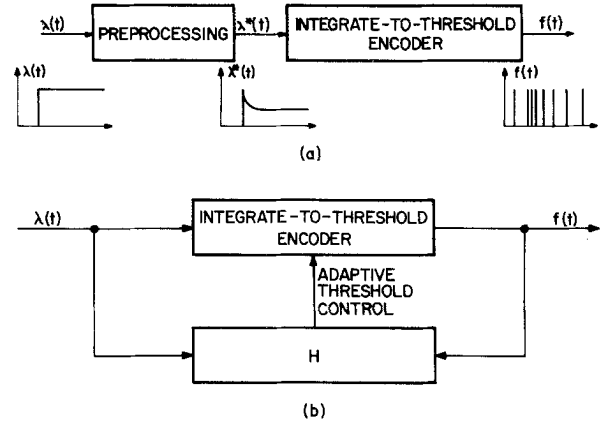 λ(t)
PREPROCESSING
λ*(t)
INTEGRATE-TO-THRESHOLD
ENCODER
f(t)
λ(t)
λ*(t)
f(t)
(a)
λ(t)
INTEGRATE-TO-THRESHOLD
ENCODER
f(t)
ADAPTIVE
THRESHOLD
CONTROL
H
(b)